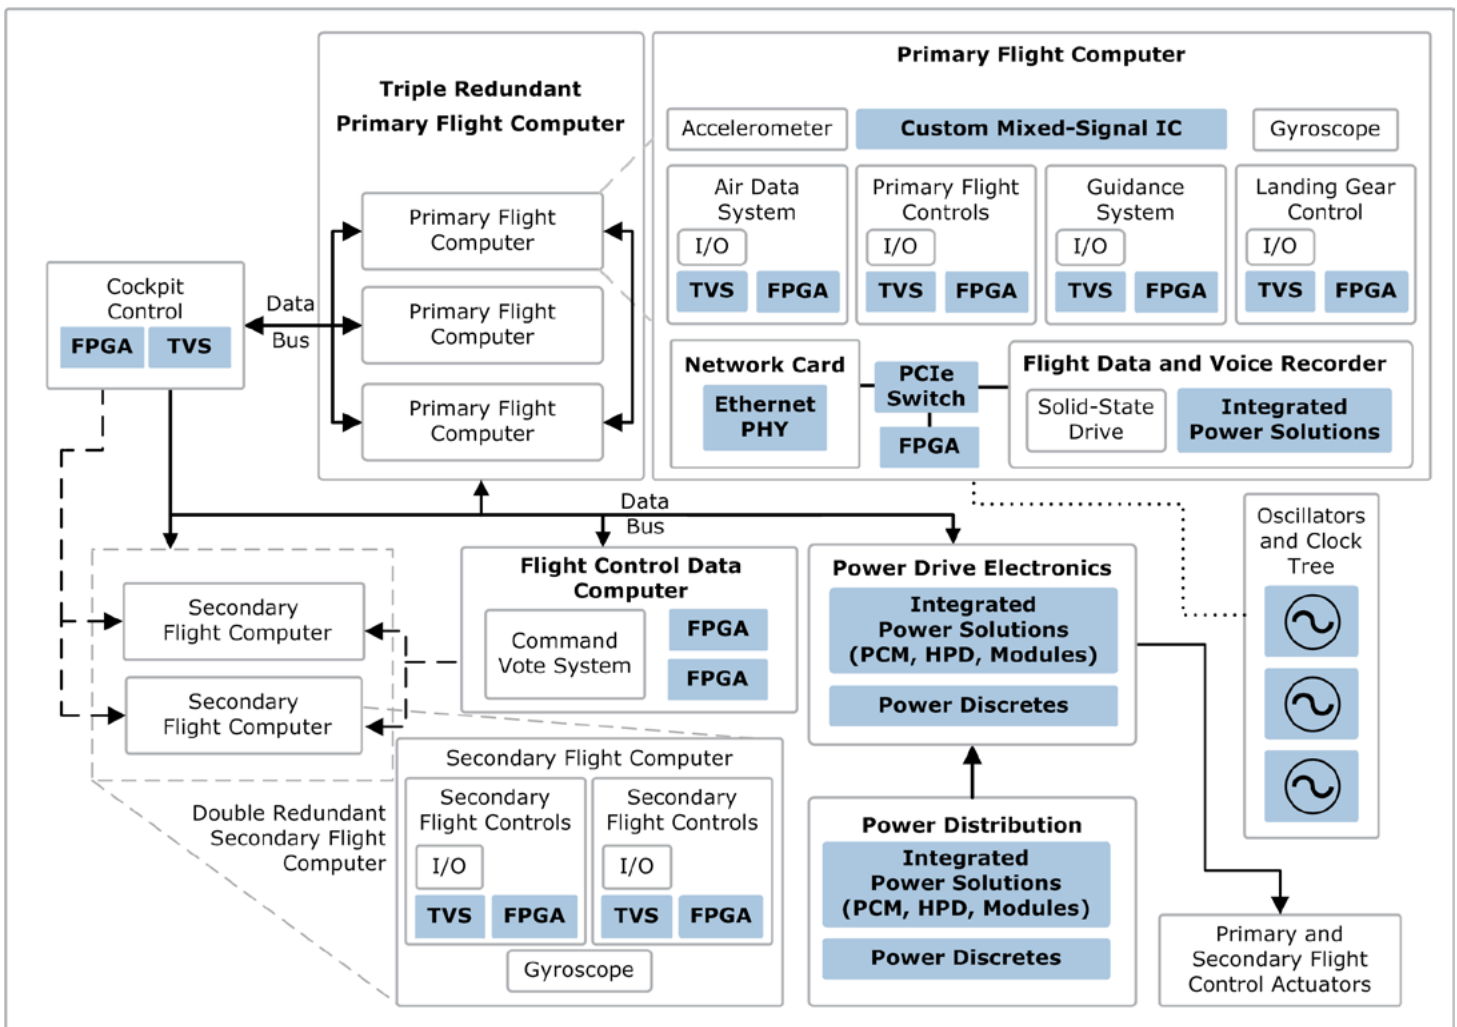 Triple Redundant
Primary Flight Computer
Primary Flight
Computer
Primary Flight
Computer
Primary Flight
Computer
Primary Flight Computer
Accelerometer
Custom Mixed-Signal IC
Gyroscope
Air Data
System
I/O
TVS
FPGA
Primary Flight
Controls
I/O
TVS
FPGA
Guidance
System
I/O
TVS
FPGA
Landing Gear
Control
I/O
TVS
FPGA
Network Card
Ethernet
PHY
PCIe
Switch
FPGA
Flight Data and Voice Recorder
Solid-State
Drive
Integrated
Power Solutions
Cockpit
Control
FPGA
TVS
Data
Bus
Data
Bus
Secondary
Flight Computer
Secondary
Flight Computer
Double Redundant
Secondary Flight
Computer
Flight Control Data
Computer
Command
Vote System
FPGA
FPGA
Secondary Flight Computer
Secondary
Flight Controls
I/O
TVS
FPGA
Secondary
Flight Controls
I/O
TVS
FPGA
Gyroscope
Power Drive Electronics
Integrated
Power Solutions
(PCM, HPD, Modules)
Power Discretes
Power Distribution
Integrated
Power Solutions
(PCM, HPD, Modules)
Power Discretes
Oscillators
and Clock
Tree
Primary and
Secondary Flight
Control Actuators